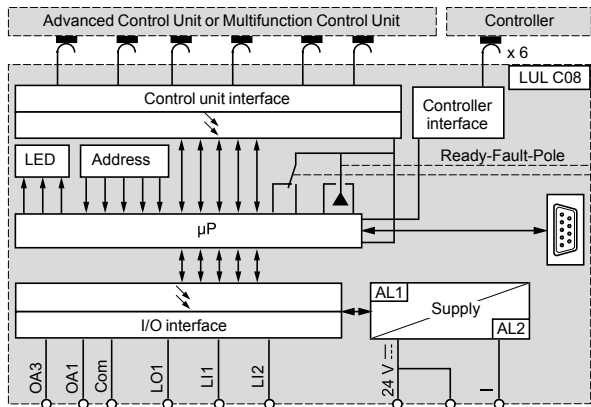 Advanced Control Unit or Multifunction Control Unit
Controller
x 6
LUL C08
Control unit interface
Controller
interface
Ready-Fault-Pole
LED
Address
µP
AL1
Supply
AL2
I/O interface
OA3
OA1
Com
LO1
LI1
LI2
24 V
I